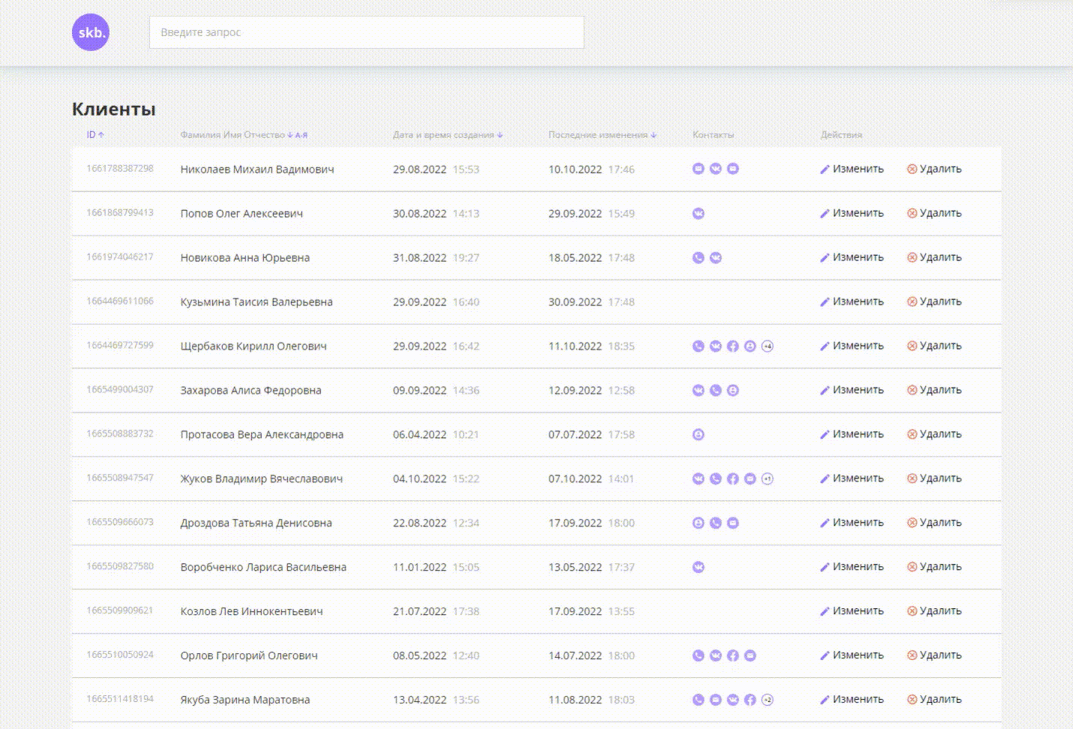 skb.
Введите запрос
Клиенты
ID ↑ Фамилия Имя Отчество ↓ А-Я Дата и время создания ↓ Последние изменения ↓ Контакты Действия
1661788387298 Николаев Михаил Вадимович 29.08.2022 15:53 10.10.2022 17:46 Изменить Удалить
1661868799413 Попов Олег Алексеевич 30.08.2022 14:13 29.09.2022 15:49 Изменить Удалить
1661974046217 Новикова Анна Юрьевна 31.08.2022 19:27 18.05.2022 17:48 Изменить Удалить
1664469611066 Кузьмина Таисия Валерьевна 29.09.2022 16:40 30.09.2022 17:48 Изменить Удалить
1664469727599 Щербаков Кирилл Олегович 29.09.2022 16:42 11.10.2022 18:35 +4 Изменить Удалить
1665499004307 Захарова Алиса Федоровна 09.09.2022 14:36 12.09.2022 12:58 Изменить Удалить
1665508883732 Протасова Вера Александровна 06.04.2022 10:21 07.07.2022 17:58 Изменить Удалить
1665508947547 Жуков Владимир Вячеславович 04.10.2022 15:22 07.10.2022 14:01 +1 Изменить Удалить
1665509666073 Дроздова Татьяна Денисовна 22.08.2022 12:34 17.09.2022 18:00 Изменить Удалить
1665509827580 Воробченко Лариса Васильевна 11.01.2022 15:05 13.05.2022 17:37 Изменить Удалить
1665509909621 Козлов Лев Иннокентьевич 21.07.2022 17:38 17.09.2022 13:55 Изменить Удалить
1665510050924 Орлов Григорий Олегович 08.05.2022 12:40 14.07.2022 18:00 Изменить Удалить
1665511418194 Якуба Зарина Маратовна 13.04.2022 13:56 11.08.2022 18:03 +2 Изменить Удалить